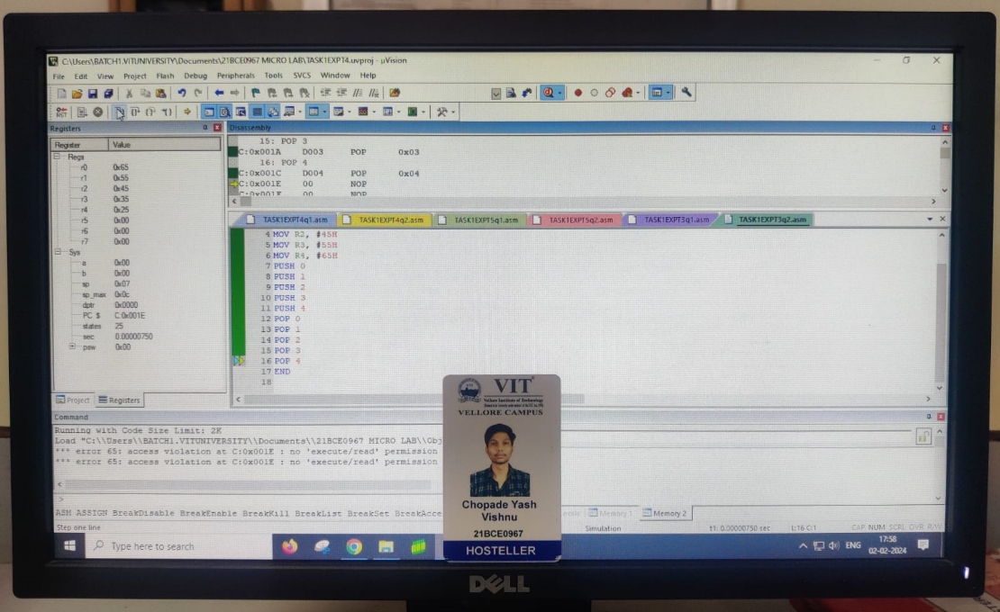 C:\Users\BATCH1.VITUNIVERSITY\Documents\21BCE0967 MICRO LAB\TASK1EXPT4.uvproj - µVision
File Edit View Project Flash Debug Peripherals Tools SVCS Window Help
RST
Registers
Register Value
Regs
r0 0x65
r1 0x55
r2 0x45
r3 0x35
r4 0x25
r5 0x00
r6 0x00
r7 0x00
Sys
a 0x00
b 0x00
sp 0x07
sp_max 0x0c
dptr 0x0000
PC $ C:0x001E
states 25
sec 0.00000750
psw 0x00
Project Registers
Disassembly
15: POP 3
C:0x001A D003 POP 0x03
16: POP 4
C:0x001C D004 POP 0x04
C:0x001E 00 NOP
C:0x001F 00 NOP
TASK1EXPT4q1.asm TASK1EXPT4q2.asm TASK1EXPT5q1.asm TASK1EXPT5q2.asm TASK1EXPT3q1.asm TASK1EXPT3q2.asm
4 MOV R2, #45H
5 MOV R3, #55H
6 MOV R4, #65H
7 PUSH 0
8 PUSH 1
9 PUSH 2
10 PUSH 3
11 PUSH 4
12 POP 0
13 POP 1
14 POP 2
15 POP 3
16 POP 4
17 END
18
Command
Running with Code Size Limit: 2K
Load "C:\\Users\\BATCH1.VITUNIVERSITY\\Documents\\21BCE0967 MICRO LAB\\Obj
*** error 65: access violation at C:0x001E : no 'execute/read' permission
*** error 65: access violation at C:0x001E : no 'execute/read' permission
>
ASM ASSIGN BreakDisable BreakEnable BreakKill BreakList BreakSet BreakAcce
Memory 1 Memory 2
Step one line
Simulation t1: 0.00000750 sec L:16 C:1 CAP NUM SCRL OVR R/W
Type here to search
ENG
17:58
02-02-2024
VIT
Vellore Institute of Technology
VELLORE CAMPUS
Chopade Yash
Vishnu
21BCE0967
HOSTELLER
DELL